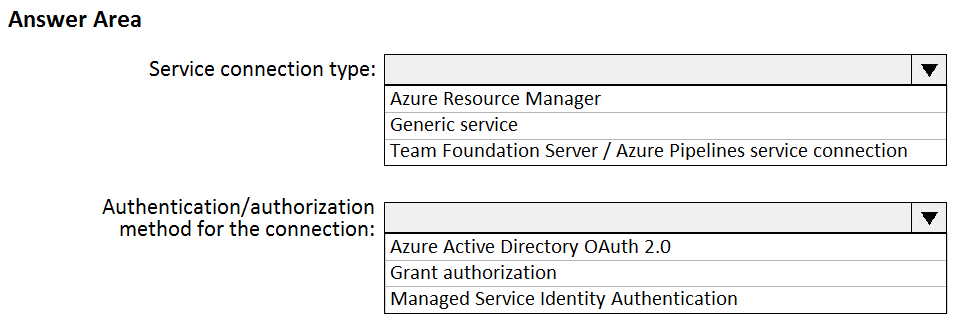 Answer Area
Service connection type:
Azure Resource Manager
Generic service
Team Foundation Server / Azure Pipelines service connection
Authentication/authorization
method for the connection:
Azure Active Directory OAuth 2.0
Grant authorization
Managed Service Identity Authentication